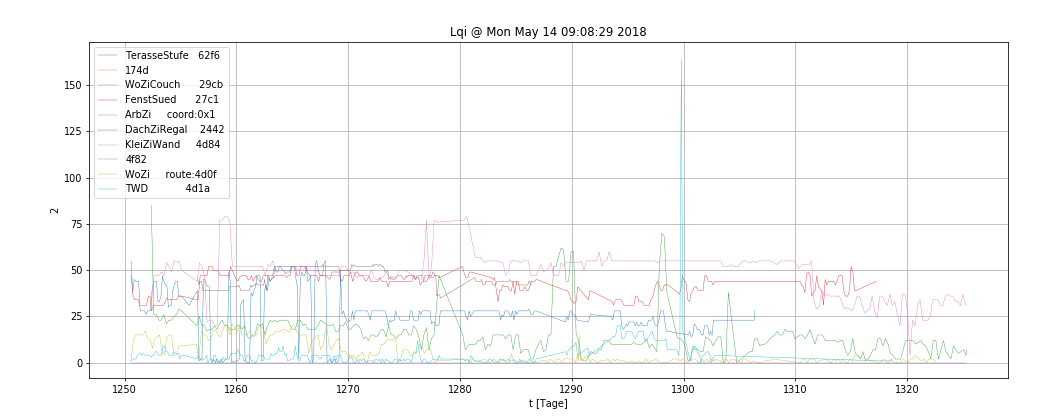 Lqi @ Mon May 14 09:08:29 2018
TerasseStufe 62f6
174d
WoZiCouch 29cb
FenstSued 27c1
ArbZi coord:0x1
DachZiRegal 2442
KleiZiWand 4d84
4f82
WoZi route:4d0f
TWD 4d1a
150
125
100
75
50
25
0
2
1250 1260 1270 1280 1290 1300 1310 1320
t [Tage]